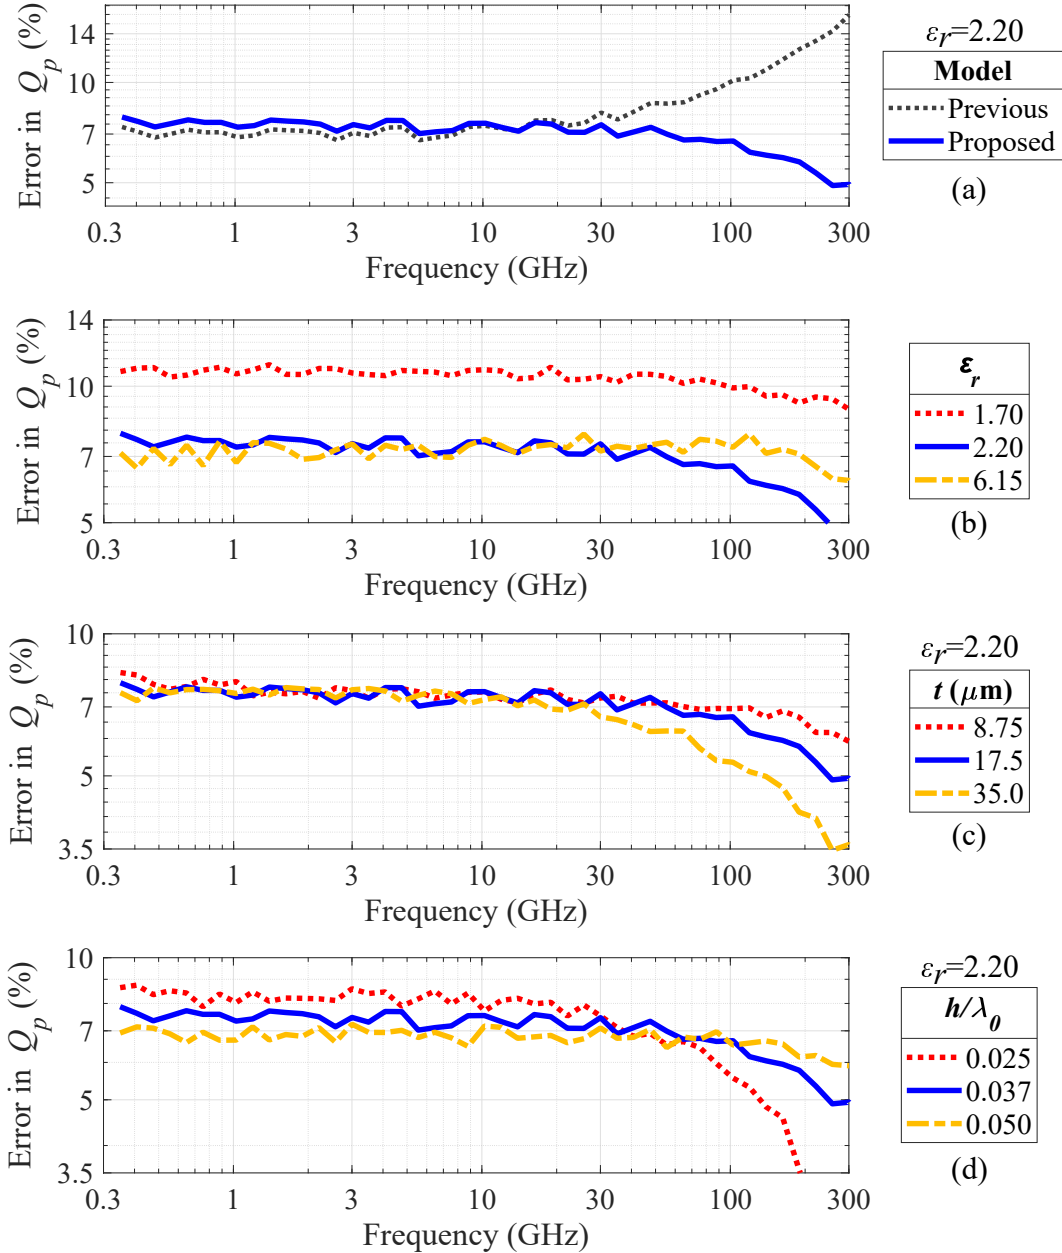 Error in Q_p (%)
14
10
7
5
0.3 1 3 10 30 100 300
Frequency (GHz)
ε_r=2.20
Model
Previous
Proposed
(a)
Error in Q_p (%)
14
10
7
5
0.3 1 3 10 30 100 300
Frequency (GHz)
ε_r
1.70
2.20
6.15
(b)
Error in Q_p (%)
10
7
5
3.5
0.3 1 3 10 30 100 300
Frequency (GHz)
ε_r=2.20
t (μm)
8.75
17.5
35.0
(c)
Error in Q_p (%)
10
7
5
3.5
0.3 1 3 10 30 100 300
Frequency (GHz)
ε_r=2.20
h/λ_0
0.025
0.037
0.050
(d)